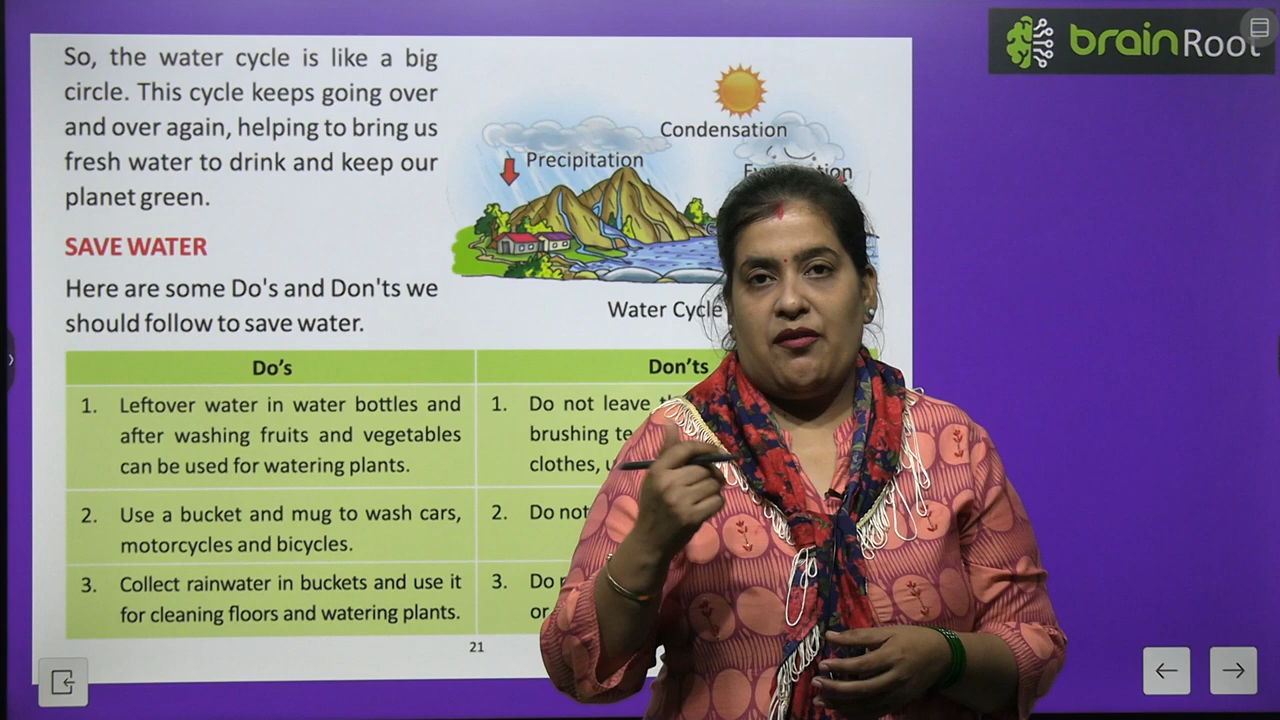 So, the water cycle is like a big
circle. This cycle keeps going over
and over again, helping to bring us
fresh water to drink and keep our
planet green.
SAVE WATER
Here are some Do's and Don'ts we
should follow to save water.
Condensation
Precipitation
Water Cycle
Do's
Don'ts
1. Leftover water in water bottles and
after washing fruits and vegetables
can be used for watering plants.
1. Do not leave
brushing
clothes,
2. Use a bucket and mug to wash cars,
motorcycles and bicycles.
2. Do not
3. Collect rainwater in buckets and use it
for cleaning floors and watering plants.
3. Do
or
21
brain Root